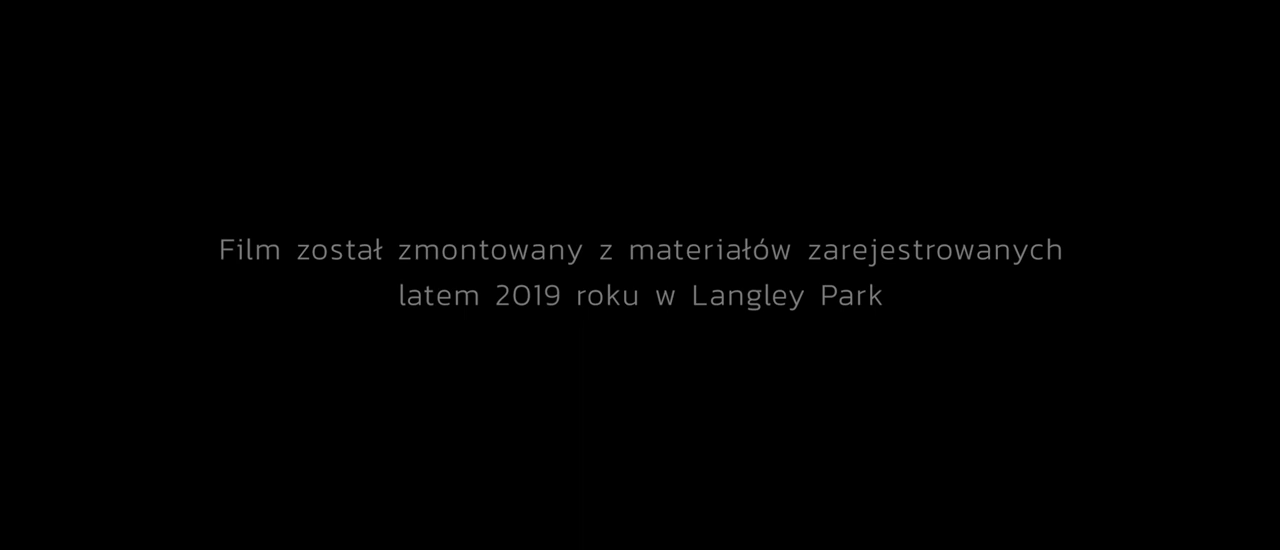 Film został zmontowany z materiałów zarejestrowanych
latem 2019 roku w Langley Park